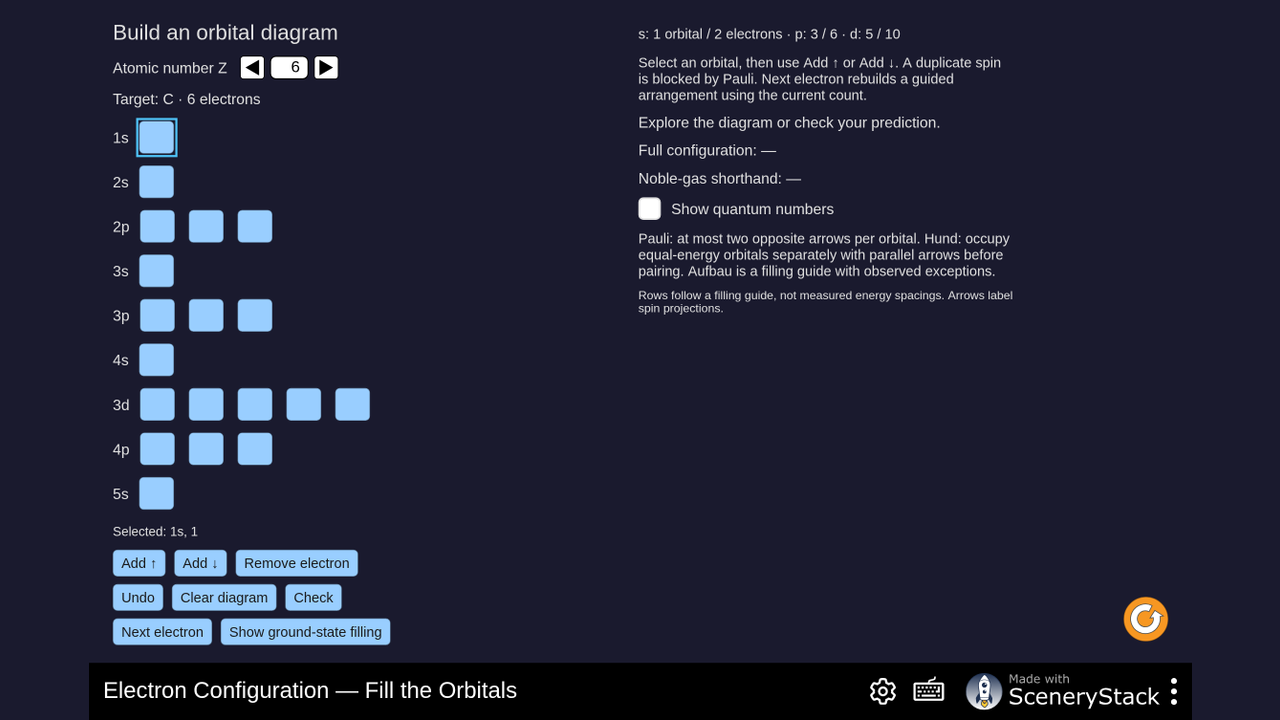 Build an orbital diagram
Atomic number Z
6
Target: C · 6 electrons
1s
2s
2p
3s
3p
4s
3d
4p
5s
Selected: 1s, 1
Add ↑
Add ↓
Remove electron
Undo
Clear diagram
Check
Next electron
Show ground-state filling
s: 1 orbital / 2 electrons · p: 3 / 6 · d: 5 / 10
Select an orbital, then use Add ↑ or Add ↓. A duplicate spin
is blocked by Pauli. Next electron rebuilds a guided
arrangement using the current count.
Explore the diagram or check your prediction.
Full configuration: —
Noble-gas shorthand: —
Show quantum numbers
Pauli: at most two opposite arrows per orbital. Hund: occupy
equal-energy orbitals separately with parallel arrows before
pairing. Aufbau is a filling guide with observed exceptions.
Rows follow a filling guide, not measured energy spacings. Arrows label
spin projections.
Electron Configuration — Fill the Orbitals
Made with
SceneryStack